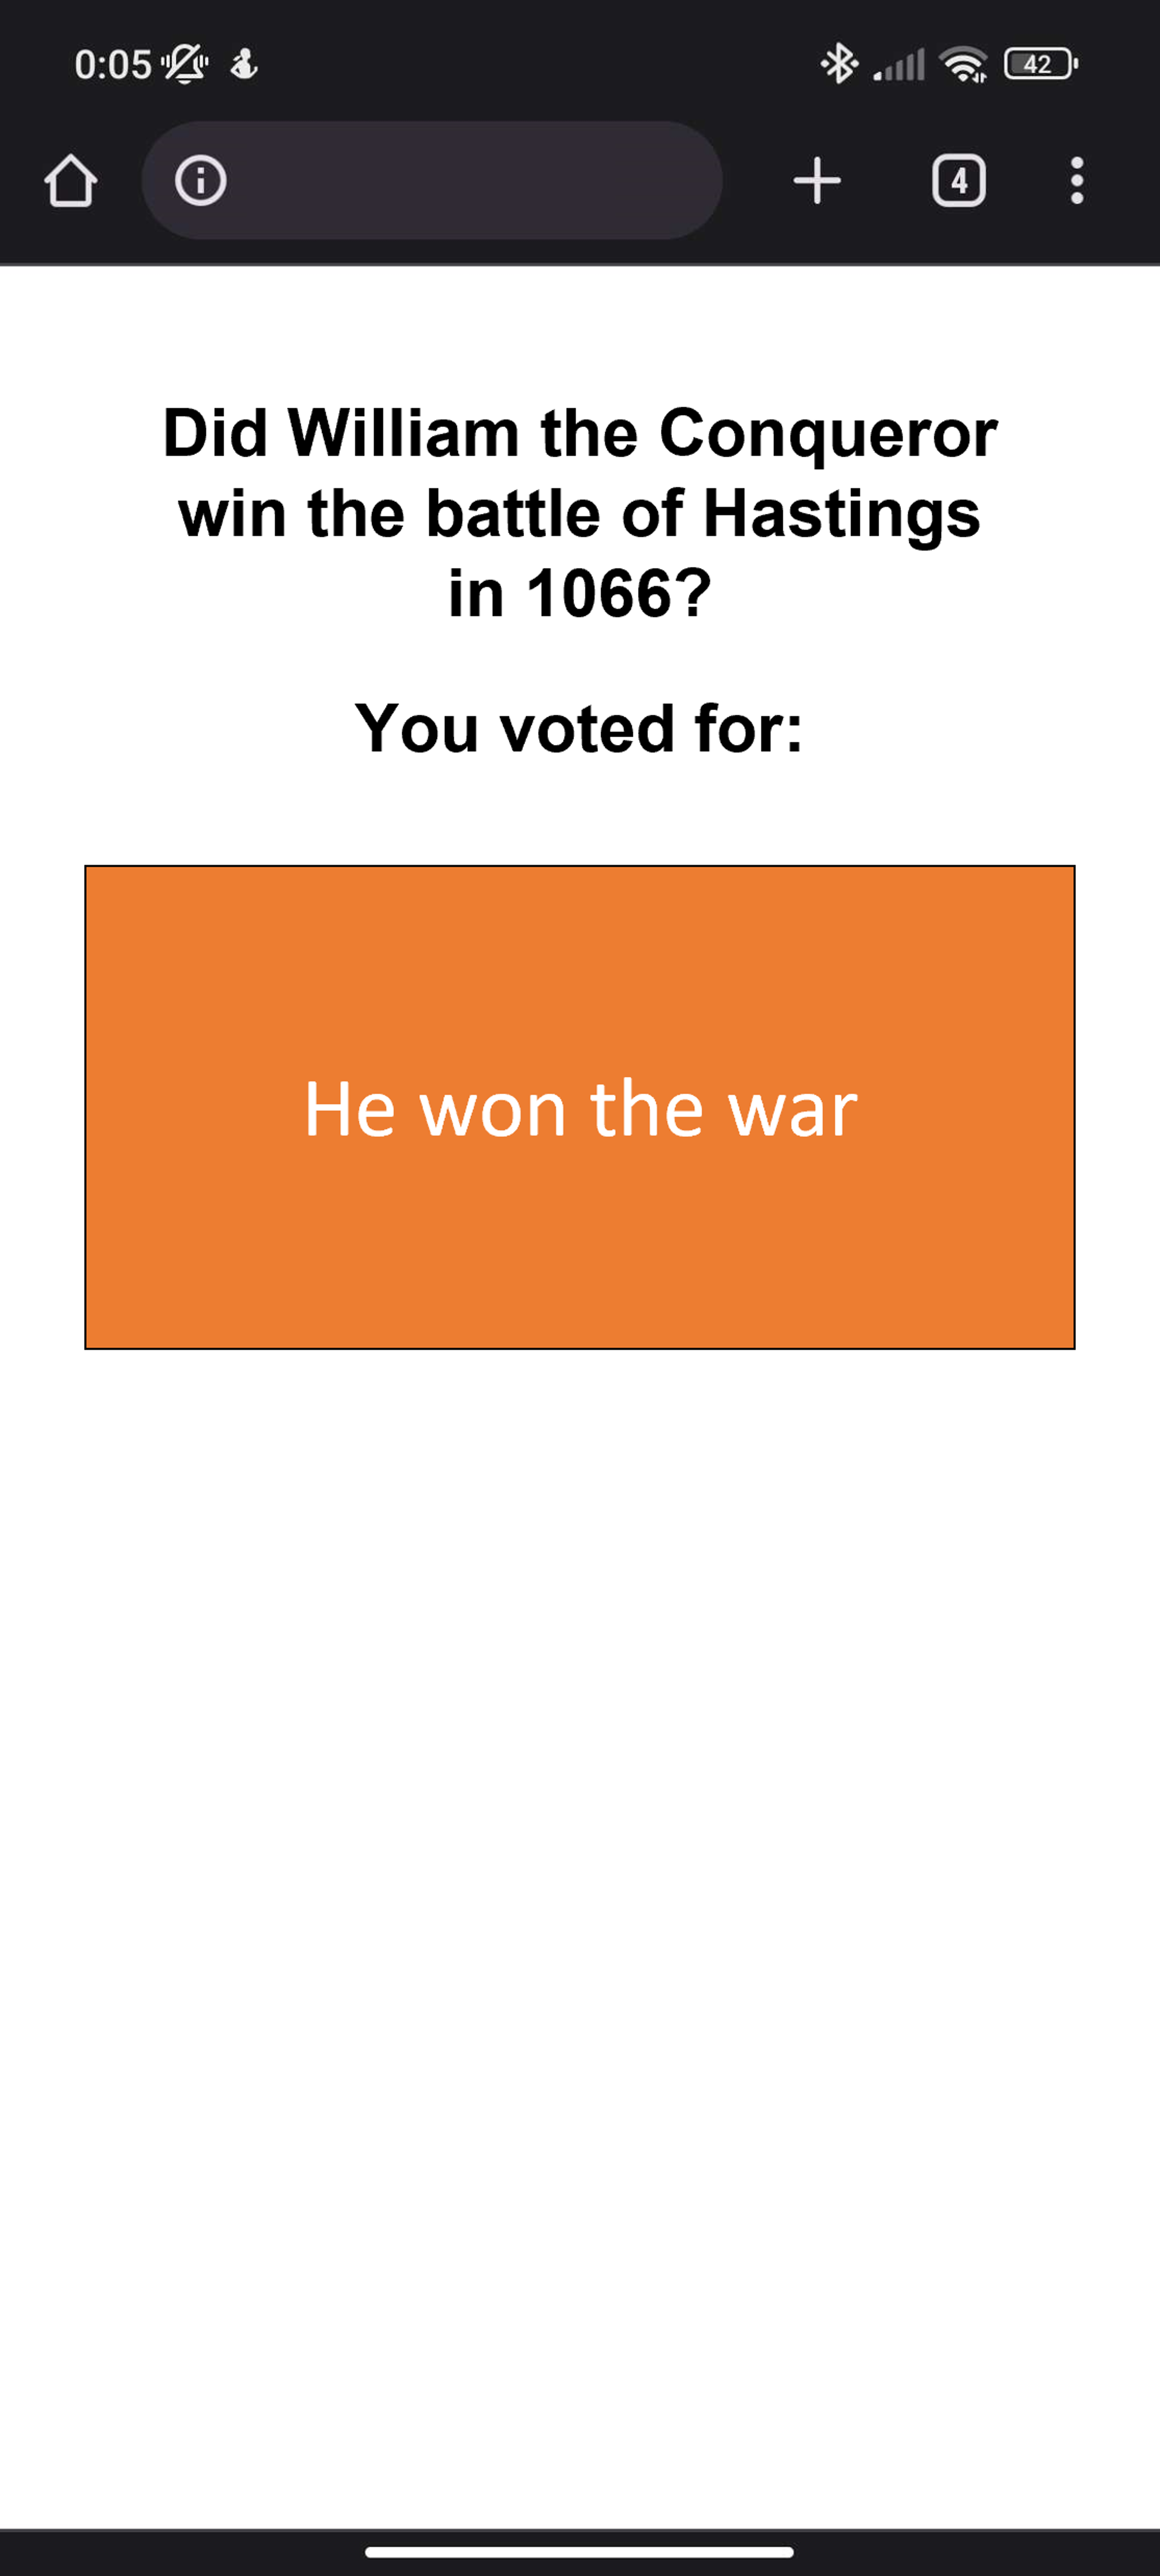 0:05
42
4
Did William the Conqueror
win the battle of Hastings
in 1066?
You voted for:
He won the war